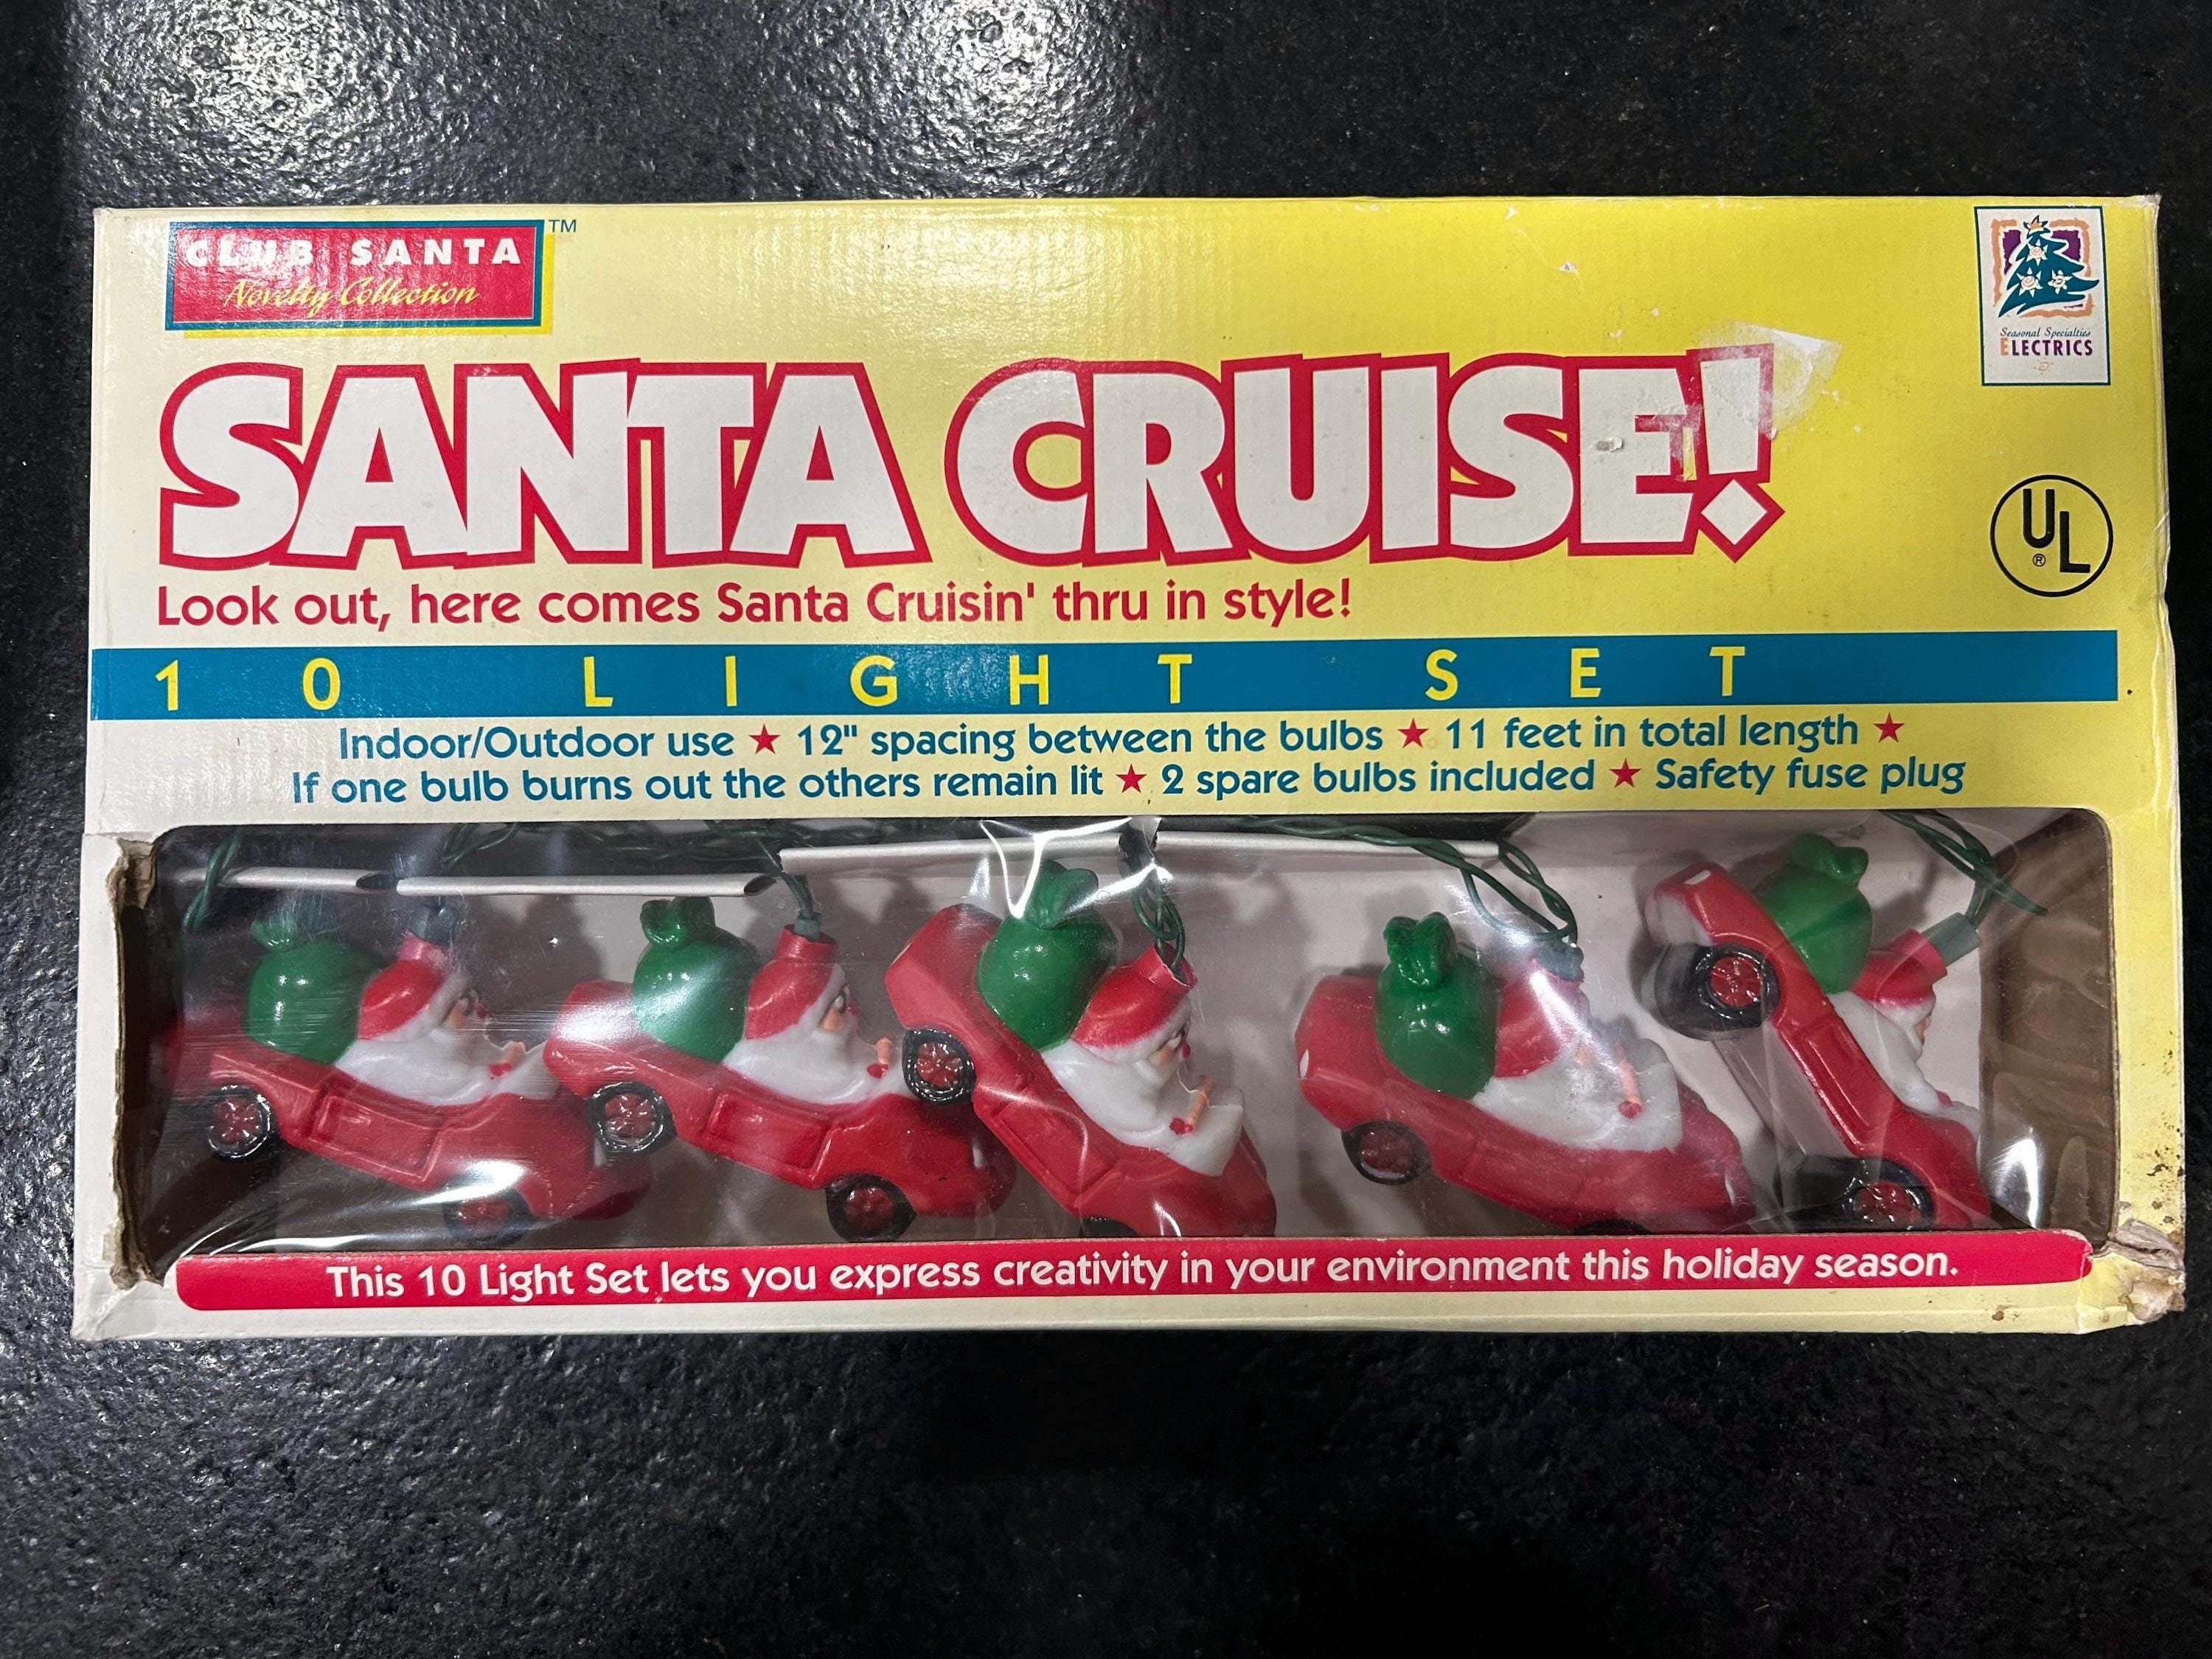 CLUB SANTA TM
Novelty Collection
Seasonal Specialties
ELECTRICS
SANTA CRUISE!
UL
®
Look out, here comes Santa Cruisin' thru in style!
10 LIGHT SET
Indoor/Outdoor use ★ 12" spacing between the bulbs ★ 11 feet in total length ★
If one bulb burns out the others remain lit ★ 2 spare bulbs included ★ Safety fuse plug
This 10 Light Set lets you express creativity in your environment this holiday season.